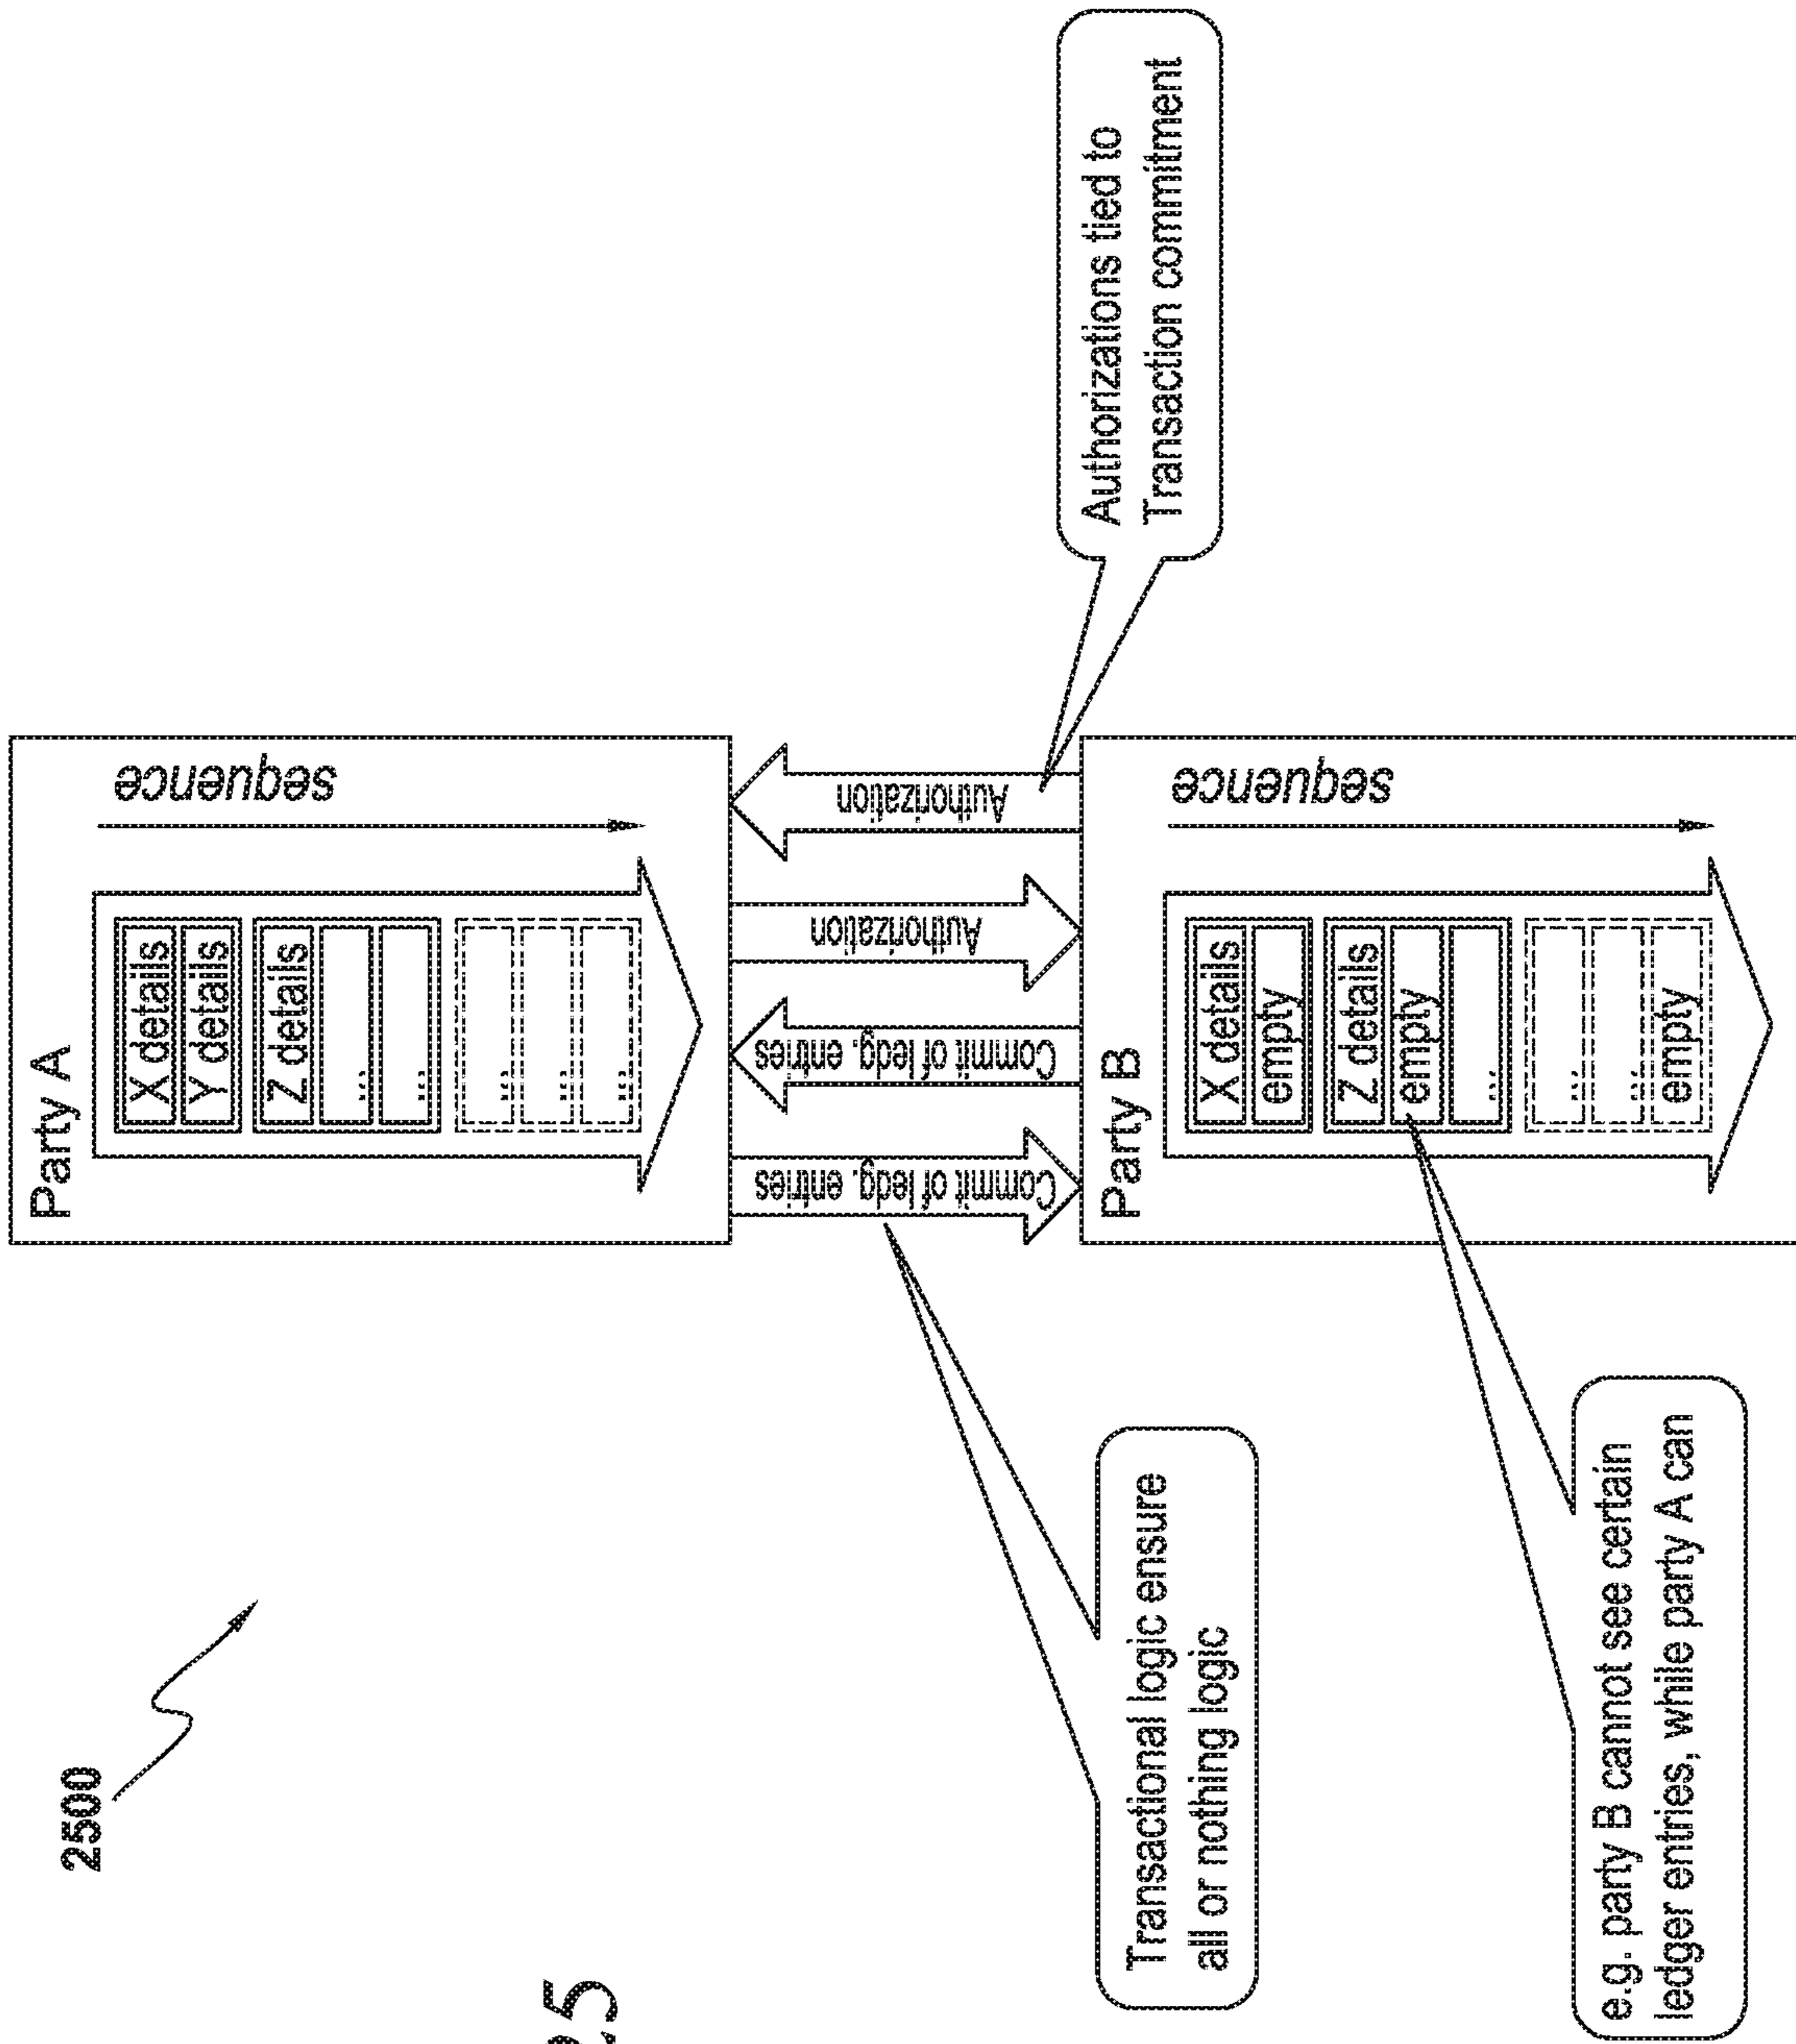 2500
Party A
X details
Y details
Z details
...
...
...
...
...
sequence
Commit of ledg. entries
Commit of ledg. entries
Authorization
Authorization
Transactional logic ensure
all or nothing logic
Authorizations tied to
Transaction commitment
Party B
X details
empty
Z details
empty
...
...
...
empty
sequence
e.g. party B cannot see certain
ledger entries, while party A can